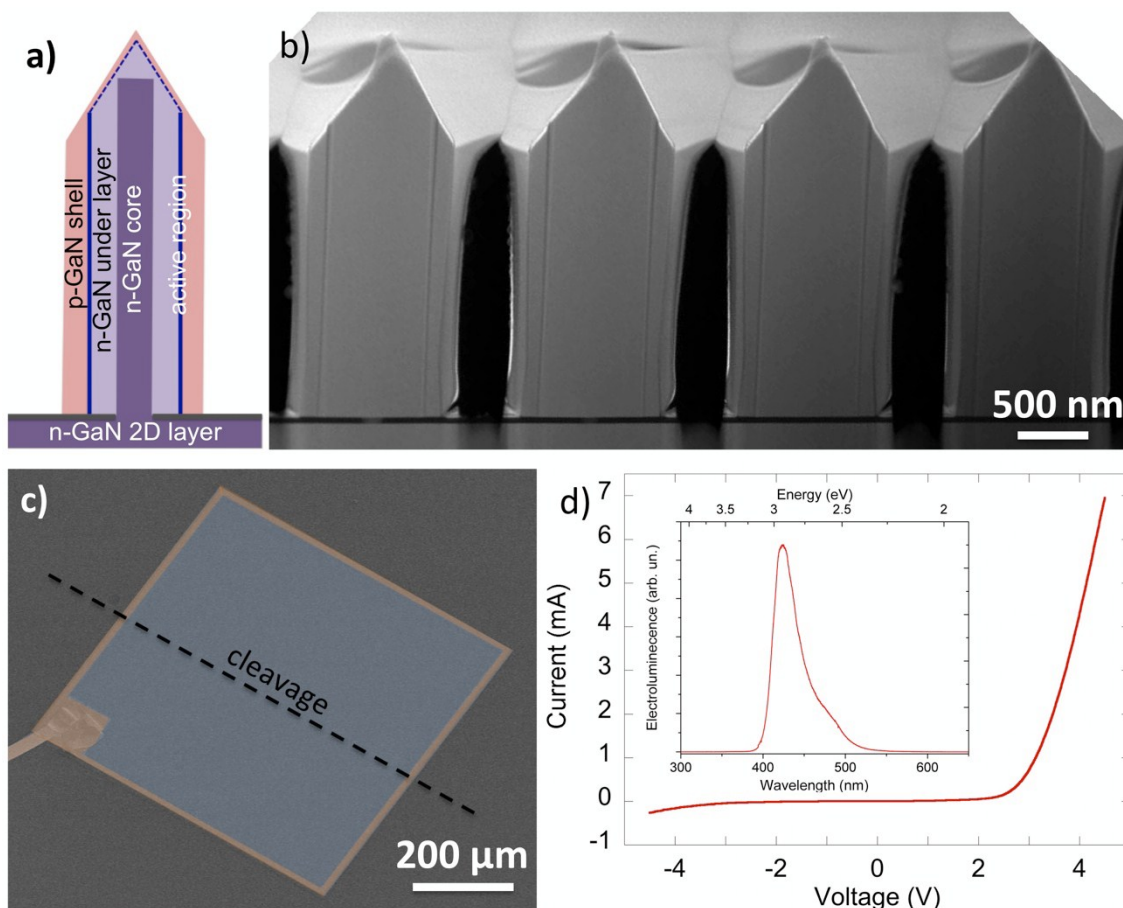 a)
p-GaN shell
n-GaN under layer
n-GaN core
active region
n-GaN 2D layer
b)
500 nm
c)
cleavage
200 µm
d)
7
6
5
4
3
2
1
0
-1
Current (mA)
-4
-2
0
2
4
Voltage (V)
Energy (eV)
4
3.5
3
2.5
2
Electroluminecence (arb. un.)
300
400
500
600
Wavelength (nm)